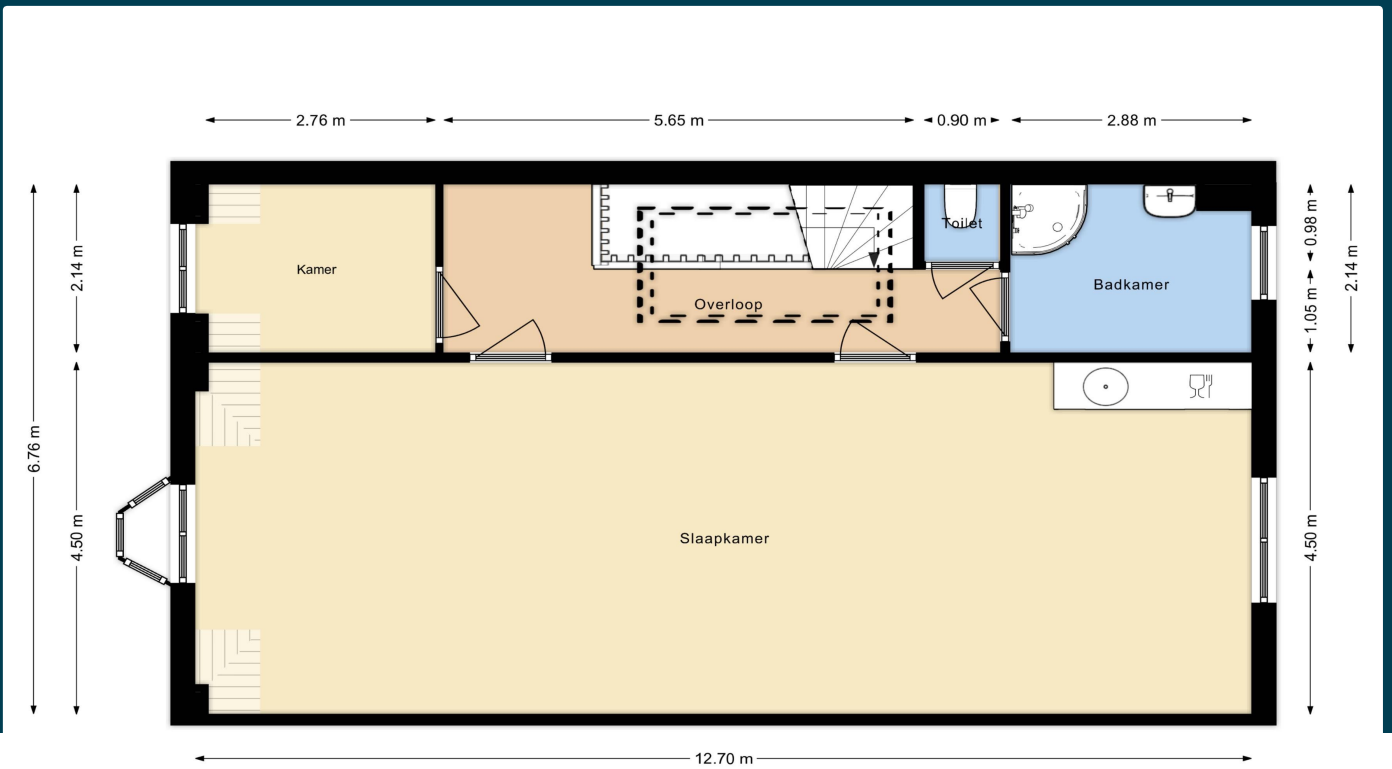 2.76 m
5.65 m
0.90 m
2.88 m
Toilet
0.98 m
2.14 m
Kamer
2.14 m
Badkamer
Overloop
1.05 m
6.76 m
4.50 m
Slaapkamer
4.50 m
12.70 m